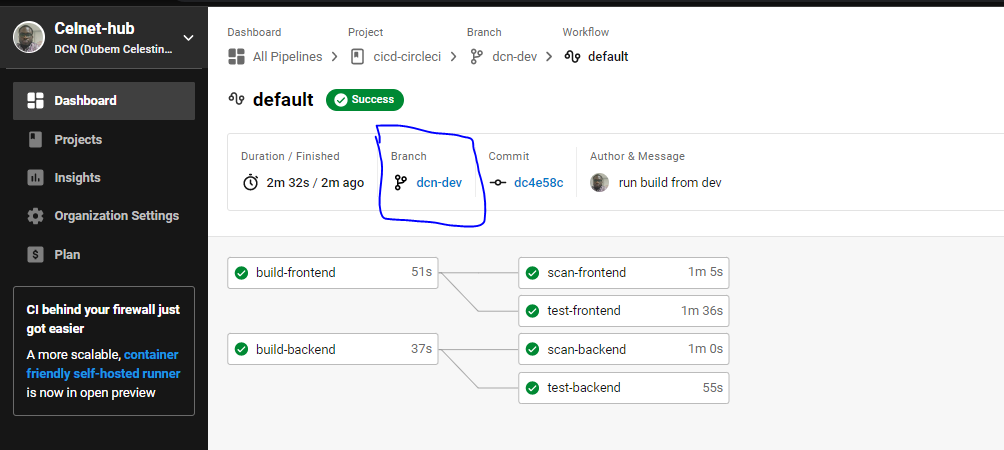 Celnet-hub
DCN (Dubem Celestin...
Dashboard
Projects
Insights
Organization Settings
Plan
CI behind your firewall just
got easier
A more scalable, container
friendly self-hosted runner
is now in open preview
Dashboard Project Branch Workflow
All Pipelines cicd-circleci dcn-dev default
default Success
Duration / Finished Branch Commit Author & Message
2m 32s / 2m ago dcn-dev dc4e58c run build from dev
build-frontend 51s scan-frontend 1m 5s
test-frontend 1m 36s
build-backend 37s scan-backend 1m 0s
test-backend 55s